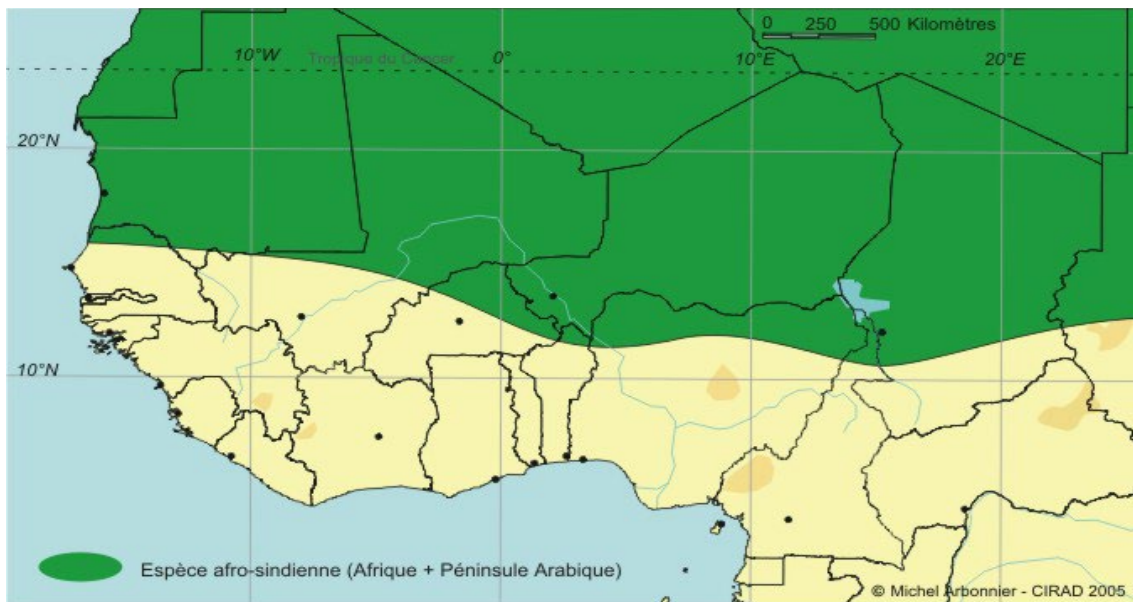 0 250 500 Kilomètres
10°W 0° 10°E 20°E
Tropique du Cancer
20°N
10°N
Espèce afro-sindienne (Afrique + Péninsule Arabique)
© Michel Arbonnier - CIRAD 2005